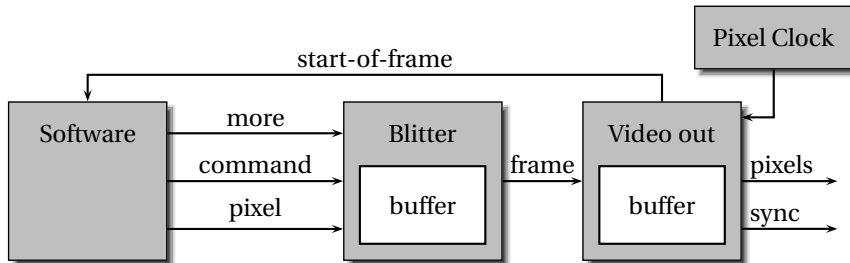 Pixel Clock
start-of-frame
Software
more
Blitter
Video out
command
frame
pixels
pixel
buffer
buffer
sync